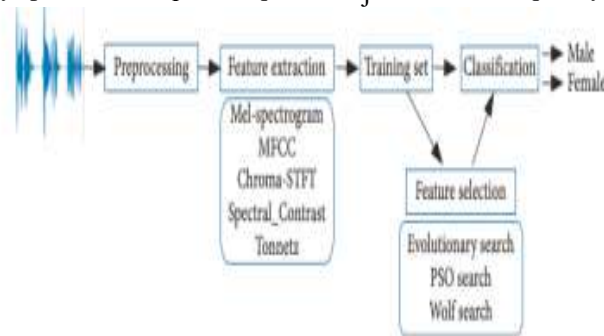 Preprocessing
Feature extraction
Training set
Classification
Male
Female
Mel-spectrogram
MFCC
Chroma-STFT
Spectral_Contrast
Tonnetz
Feature selection
Evolutionary search
PSO search
Wolf search